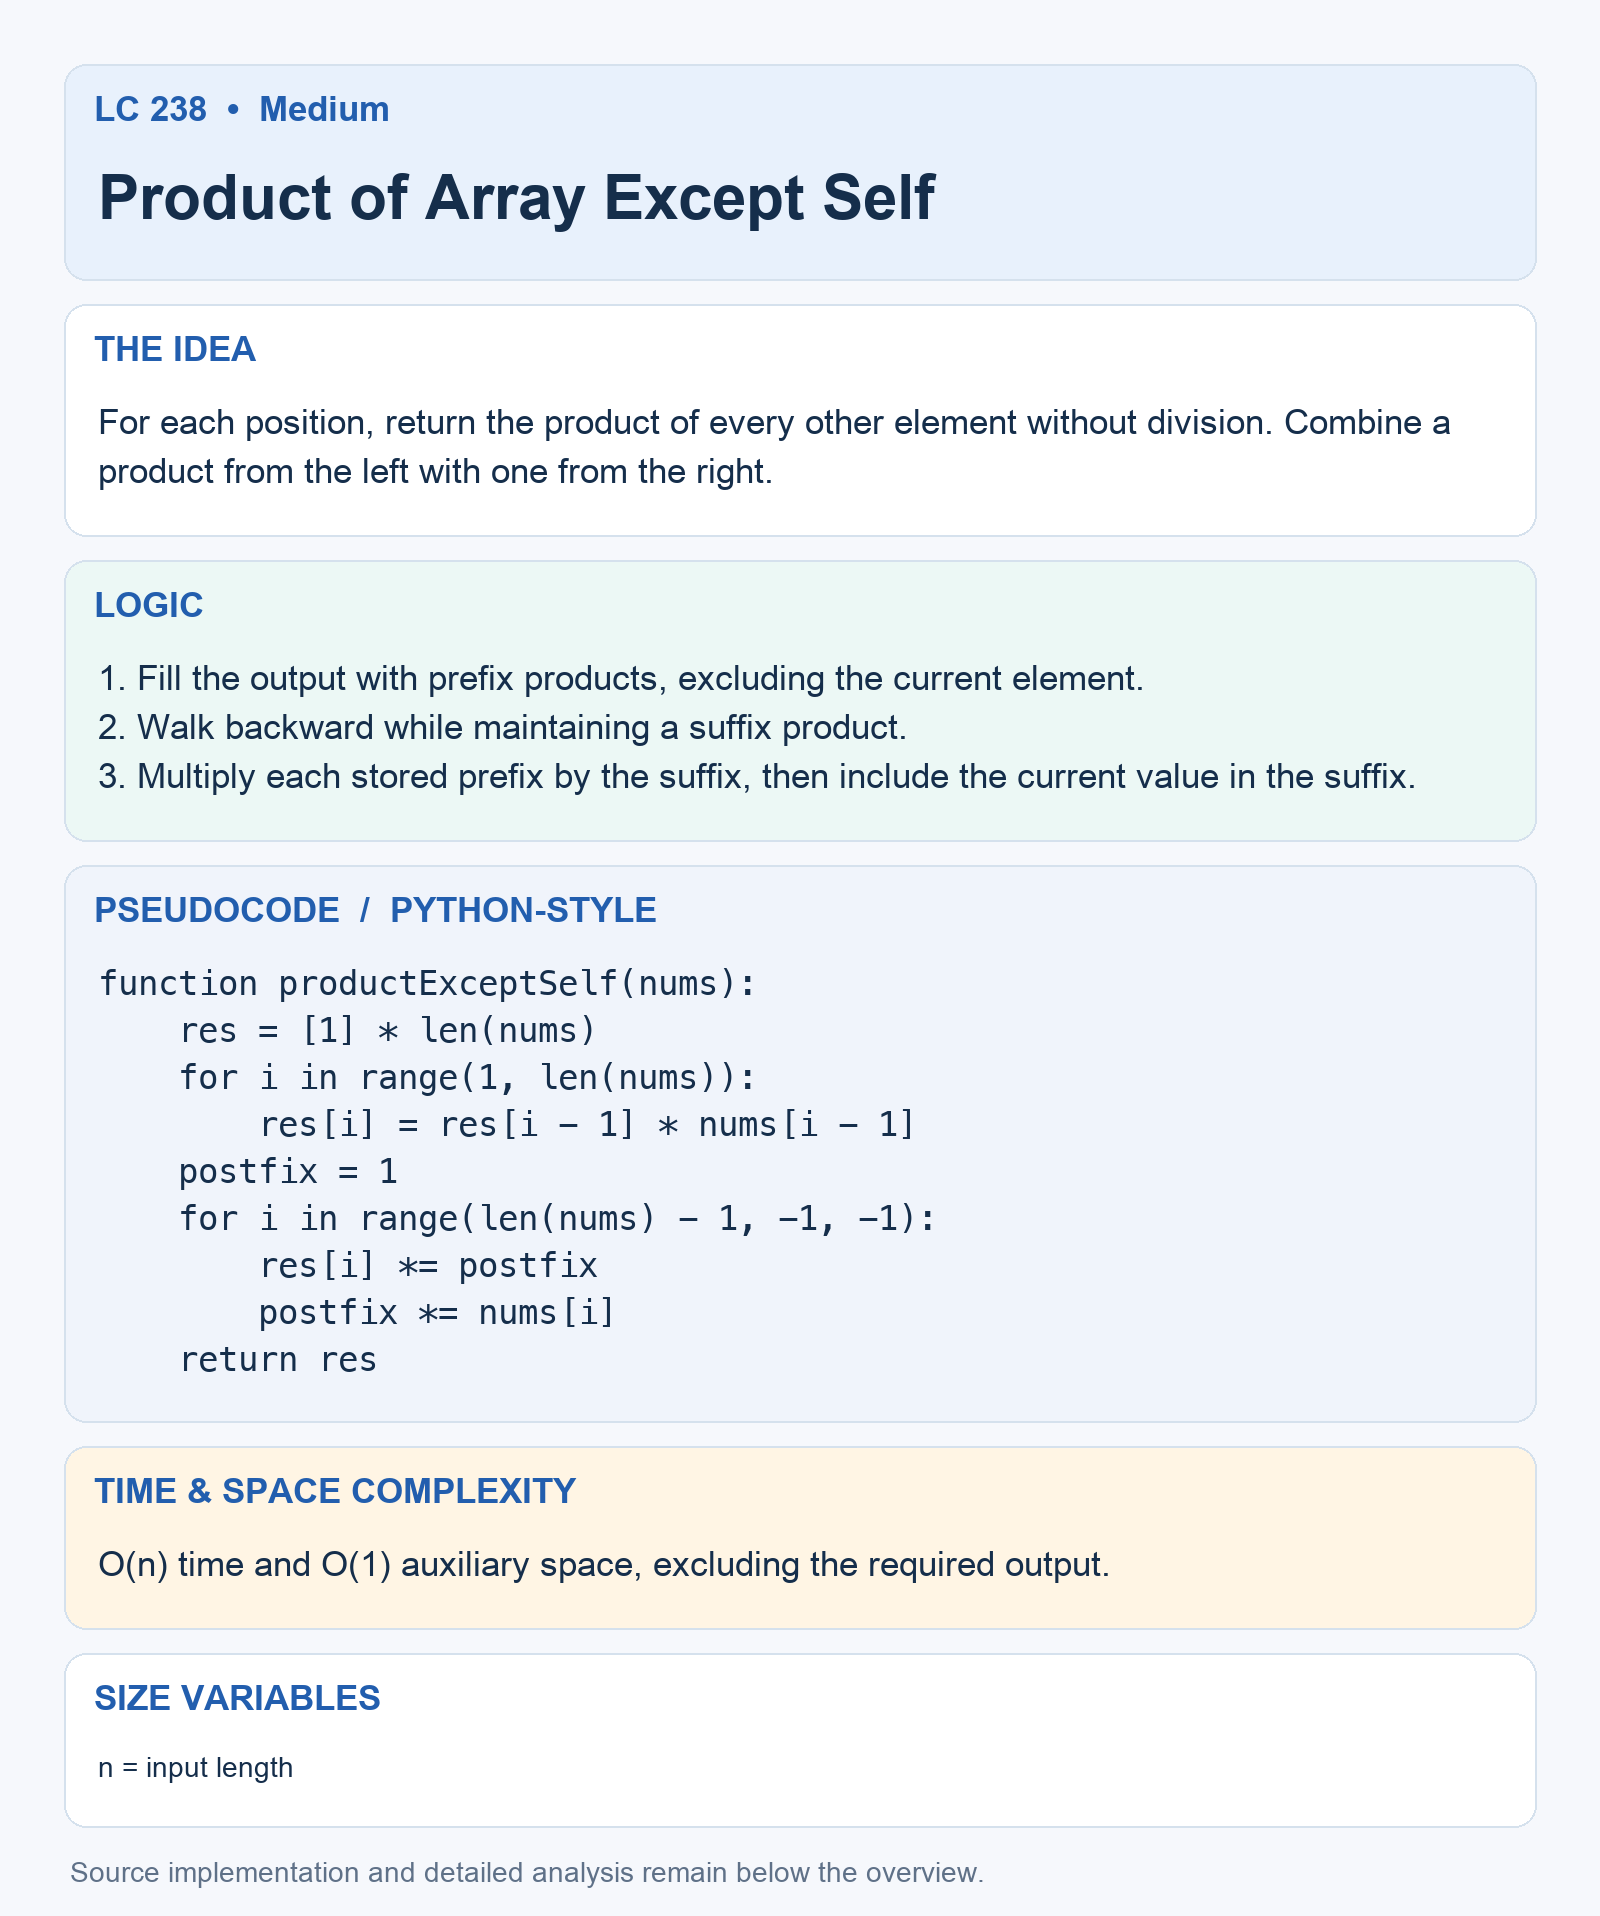 LC 238 • Medium
Product of Array Except Self
THE IDEA
For each position, return the product of every other element without division. Combine a
product from the left with one from the right.
LOGIC
1. Fill the output with prefix products, excluding the current element.
2. Walk backward while maintaining a suffix product.
3. Multiply each stored prefix by the suffix, then include the current value in the suffix.
PSEUDOCODE / PYTHON-STYLE
function productExceptSelf(nums):
    res = [1] * len(nums)
    for i in range(1, len(nums)):
        res[i] = res[i − 1] * nums[i − 1]
    postfix = 1
    for i in range(len(nums) − 1, −1, −1):
        res[i] *= postfix
        postfix *= nums[i]
    return res
TIME & SPACE COMPLEXITY
O(n) time and O(1) auxiliary space, excluding the required output.
SIZE VARIABLES
n = input length
Source implementation and detailed analysis remain below the overview.